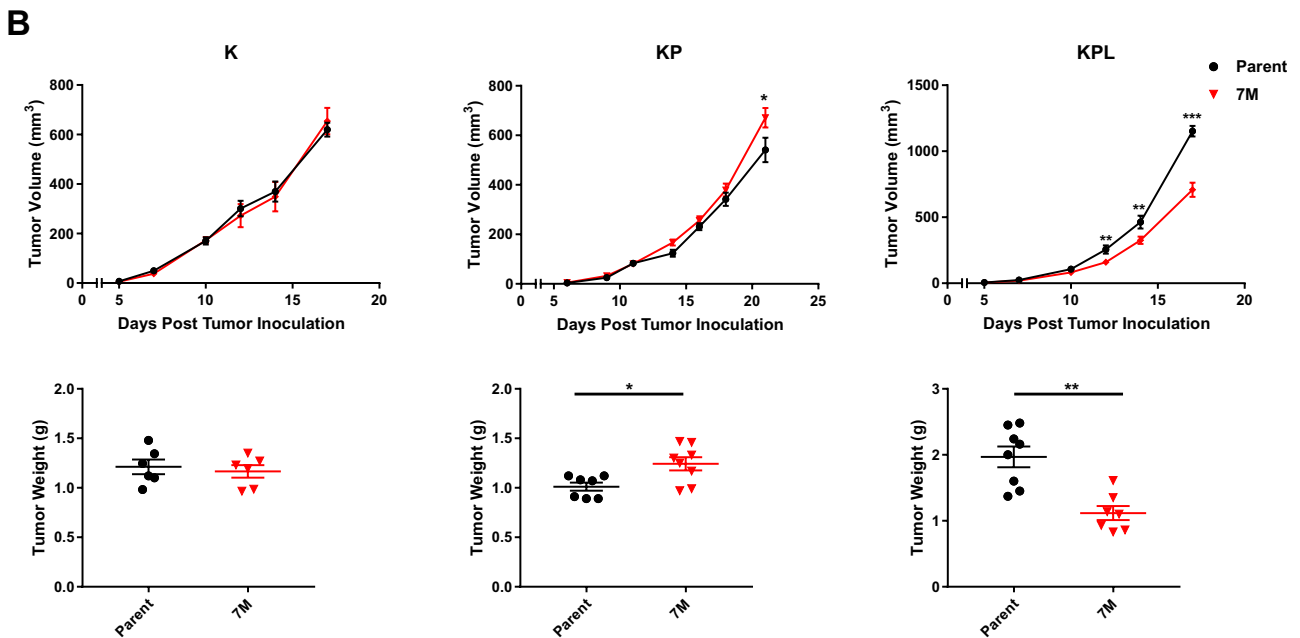 B
K
KP
KPL
Parent
7M
Tumor Volume (mm3)
800
600
400
200
0
0 5 10 15 20
Days Post Tumor Inoculation
Tumor Volume (mm3)
800
600
400
200
0
*
0 5 10 15 20 25
Days Post Tumor Inoculation
Tumor Volume (mm3)
1500
1000
500
0
**
**
***
0 5 10 15 20
Days Post Tumor Inoculation
Tumor Weight (g)
2.0
1.5
1.0
0.5
0.0
Parent 7M
Tumor Weight (g)
2.0
1.5
1.0
0.5
0.0
*
Parent 7M
Tumor Weight (g)
3
2
1
0
**
Parent 7M